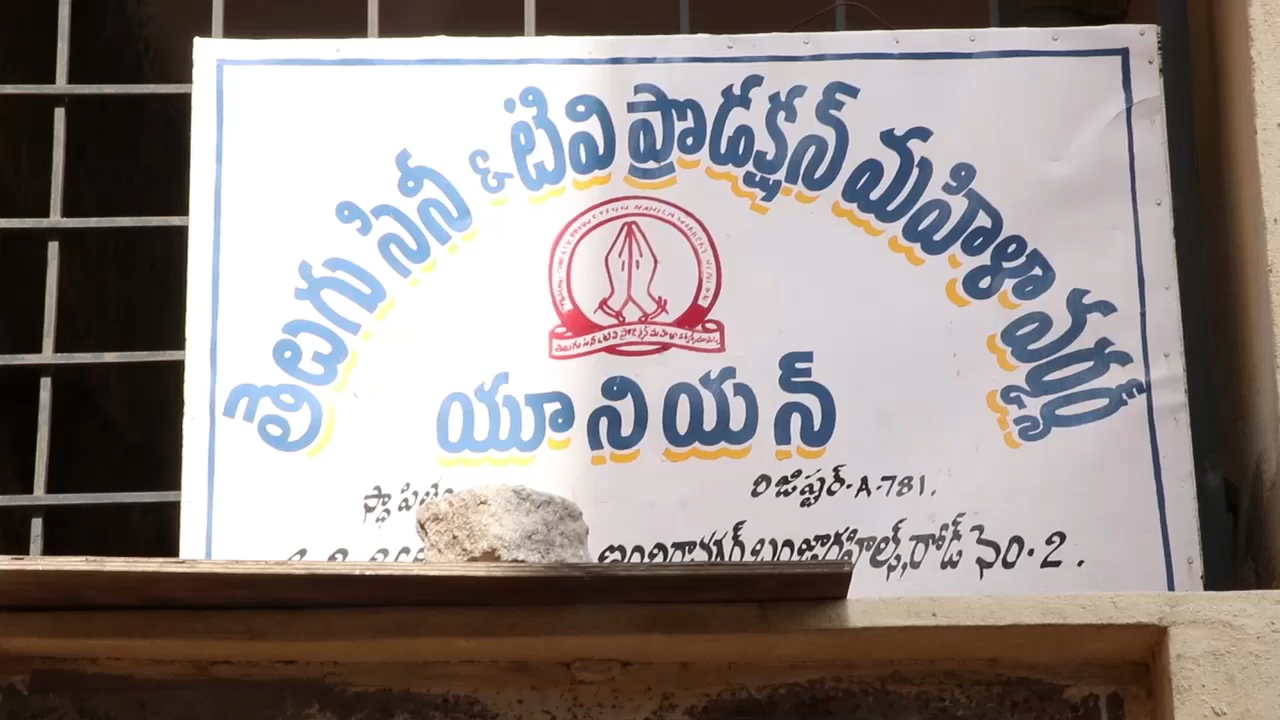 తెలుగు సినీ & టివి ప్రొడక్షన్ మహిళా వర్కర్స్
యూనియన్
రిజిష్టర్-A-781.
ఇందిరానగర్, బంజారాహిల్స్, రోడ్ నెం. 2.